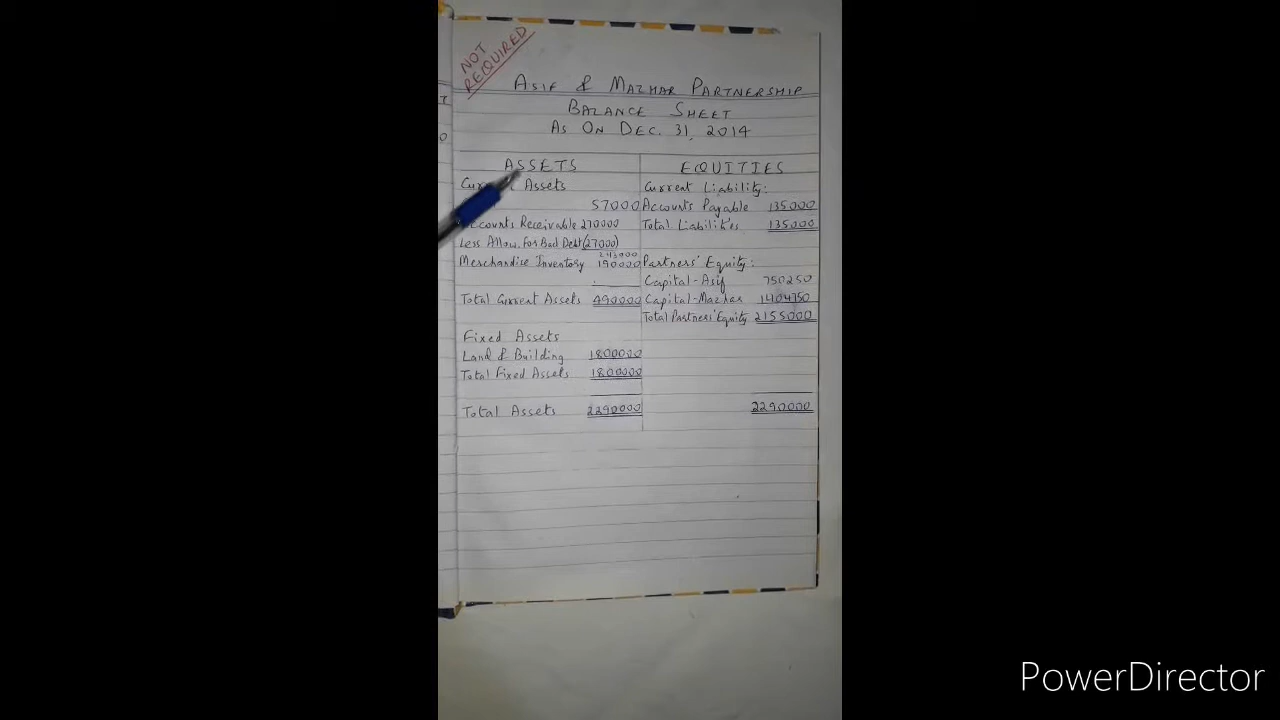 NOT
REQUIRED
ASIF & MAZHAR PARTNERSHIP
BALANCE SHEET
AS ON DEC. 31, 2014
ASSETS
Assets
57000
Accounts Receivable 270000
Less Allow. For Bad Debt (27000)
243000
Merchandise Inventory 190000
Total Current Assets 490000
Fixed Assets
Land & Building 1800000
Total Fixed Assets 1800000
Total Assets 2290000
EQUITIES
Current Liability:
Accounts Payable 135000
Total Liabilities 135000
Partners' Equity:
Capital-Asif 750250
Capital-Mazhar 1404750
Total Partners' Equity 2155000
2290000
PowerDirector